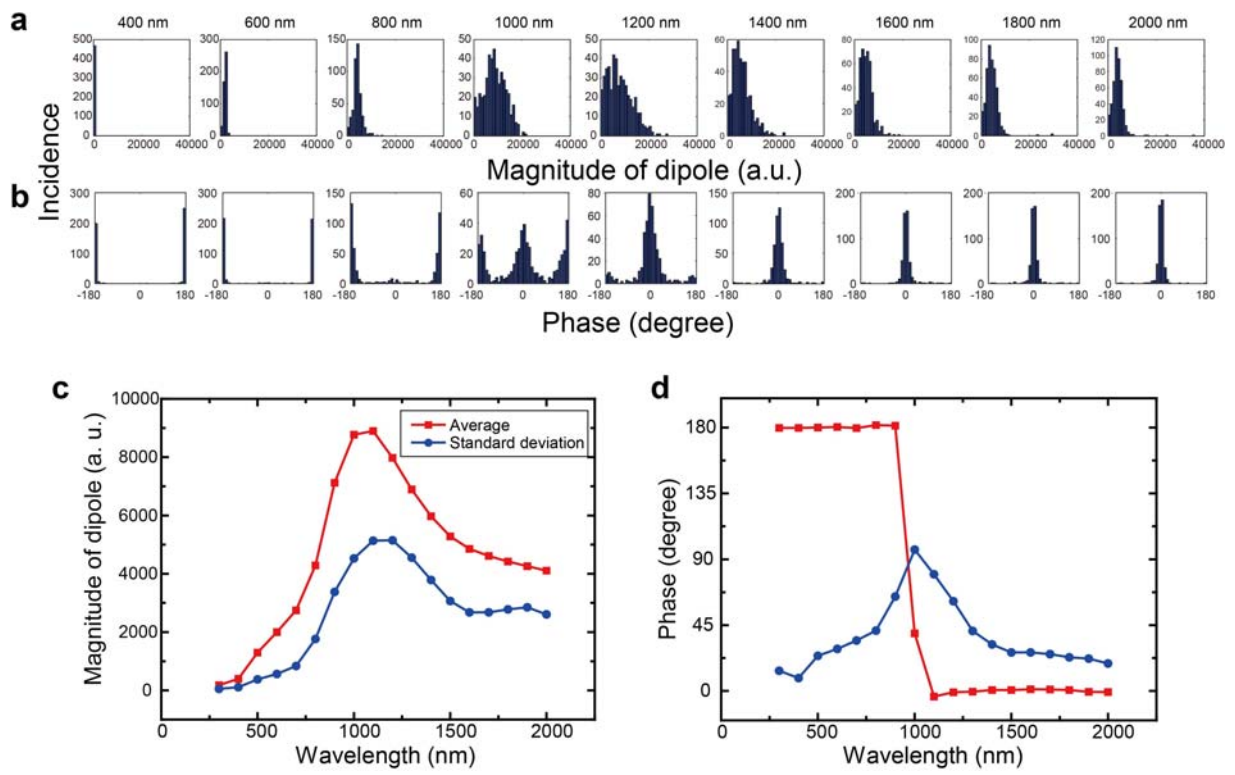 a
400 nm 600 nm 800 nm 1000 nm 1200 nm 1400 nm 1600 nm 1800 nm 2000 nm
500 300 150 50 50 60 80 100 120
400 200 100 40 40 40 60 80 100
300 100 50 30 30 20 40 60 80
200 0 0 20 20 0 20 40 60
100 10 10 0 20 40
0 0 0 0 20
0
0 20000 40000 0 20000 40000 0 20000 40000 0 20000 40000 0 20000 40000 0 20000 40000 0 20000 40000 0 20000 40000 0 20000 40000
Incidence
Magnitude of dipole (a.u.)
b
300 300 150 60 80 150 200 200 200
200 200 100 40 60 100 100 100 100
100 100 50 20 40 50 0 0 0
0 0 0 0 20 0
0
-180 0 180 -180 0 180 -180 0 180 -180 0 180 -180 0 180 -180 0 180 -180 0 180 -180 0 180 -180 0 180
Phase (degree)
c
Magnitude of dipole (a. u.)
10000
8000
6000
4000
2000
0
Average
Standard deviation
0 500 1000 1500 2000
Wavelength (nm)
d
Phase (degree)
180
135
90
45
0
0 500 1000 1500 2000
Wavelength (nm)